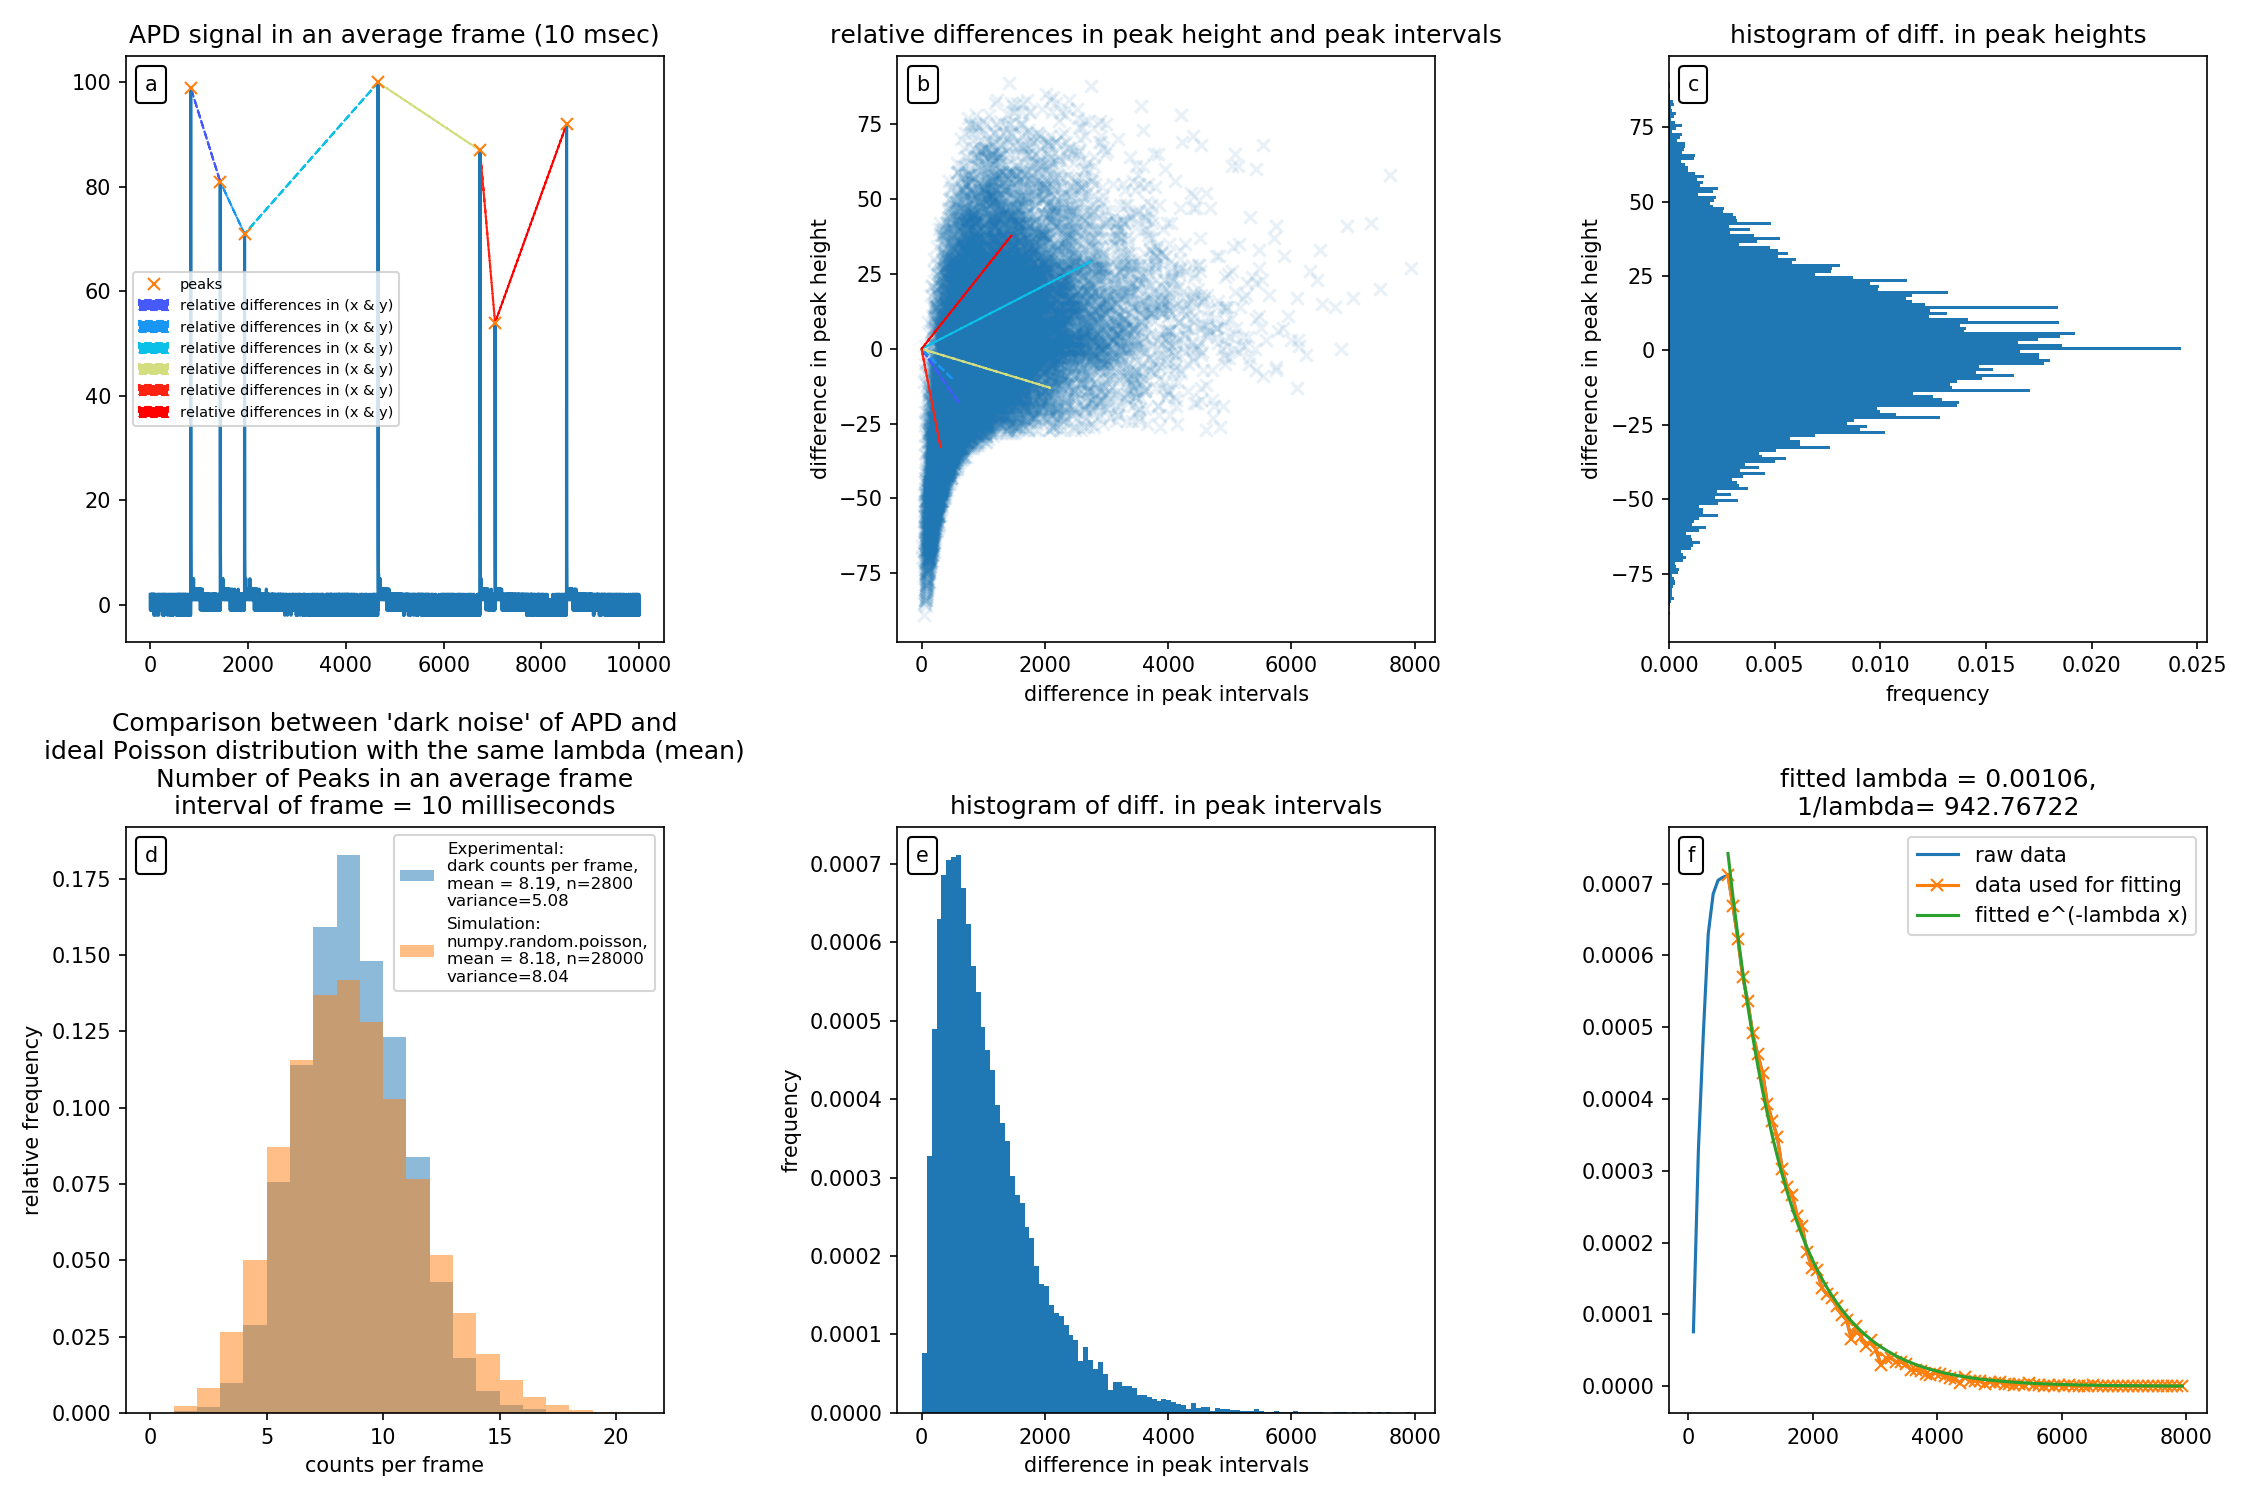 APD signal in an average frame (10 msec)
a
100
80
60
40
20
0
peaks
relative differences in (x & y)
relative differences in (x & y)
relative differences in (x & y)
relative differences in (x & y)
relative differences in (x & y)
relative differences in (x & y)
0 2000 4000 6000 8000 10000
relative differences in peak height and peak intervals
b
difference in peak height
75
50
25
0
−25
−50
−75
0 2000 4000 6000 8000
difference in peak intervals
histogram of diff. in peak heights
c
difference in peak height
75
50
25
0
−25
−50
−75
0.000 0.005 0.010 0.015 0.020 0.025
frequency
Comparison between 'dark noise' of APD and
ideal Poisson distribution with the same lambda (mean)
Number of Peaks in an average frame
interval of frame = 10 milliseconds
d
relative frequency
0.175
0.150
0.125
0.100
0.075
0.050
0.025
0.000
Experimental:
dark counts per frame,
mean = 8.19, n=2800
variance=5.08
Simulation:
numpy.random.poisson,
mean = 8.18, n=28000
variance=8.04
0 5 10 15 20
counts per frame
histogram of diff. in peak intervals
e
frequency
0.0007
0.0006
0.0005
0.0004
0.0003
0.0002
0.0001
0.0000
0 2000 4000 6000 8000
difference in peak intervals
fitted lambda = 0.00106,
1/lambda= 942.76722
f
raw data
data used for fitting
fitted e^(-lambda x)
0.0007
0.0006
0.0005
0.0004
0.0003
0.0002
0.0001
0.0000
0 2000 4000 6000 8000